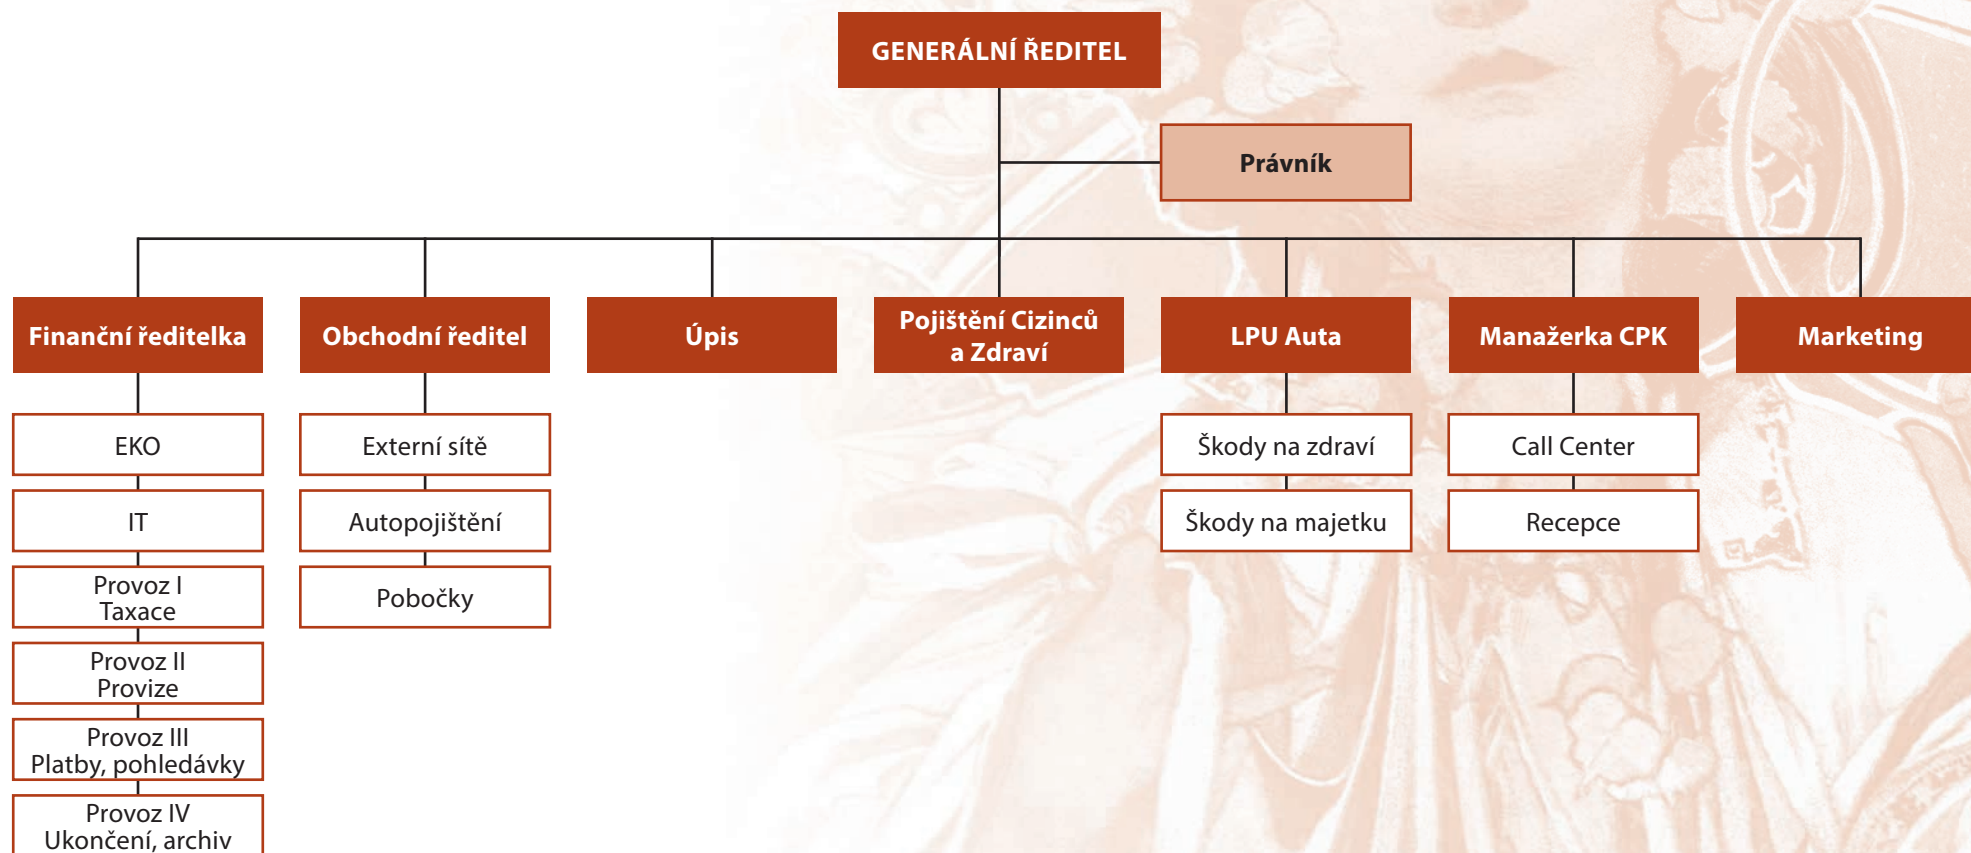 GENERÁLNÍ ŘEDITEL
Právník
Finanční ředitelka
Obchodní ředitel
Úpis
Pojištění Cizinců
a Zdraví
LPU Auta
Manažerka CPK
Marketing
EKO
Externí sítě
Škody na zdraví
Call Center
IT
Autopojištění
Škody na majetku
Recepce
Provoz I
Taxace
Pobočky
Provoz II
Provize
Provoz III
Platby, pohledávky
Provoz IV
Ukončení, archiv